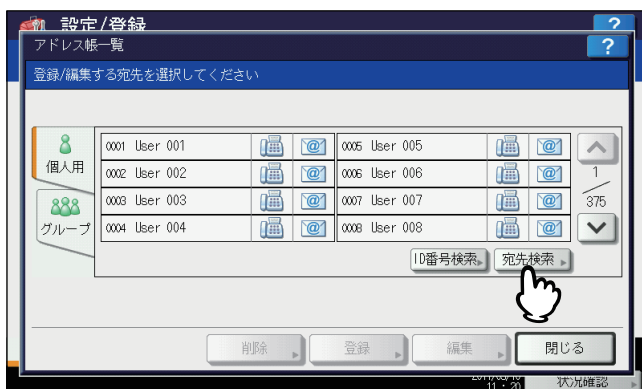 設定/登録
?
アドレス帳一覧
?
登録/編集する宛先を選択してください
個人用
グループ
0001 User 001
0002 User 002
0003 User 003
0004 User 004
0005 User 005
0006 User 006
0007 User 007
0008 User 008
1
375
ID番号検索
宛先検索
削除
登録
編集
閉じる
11:20
状況確認